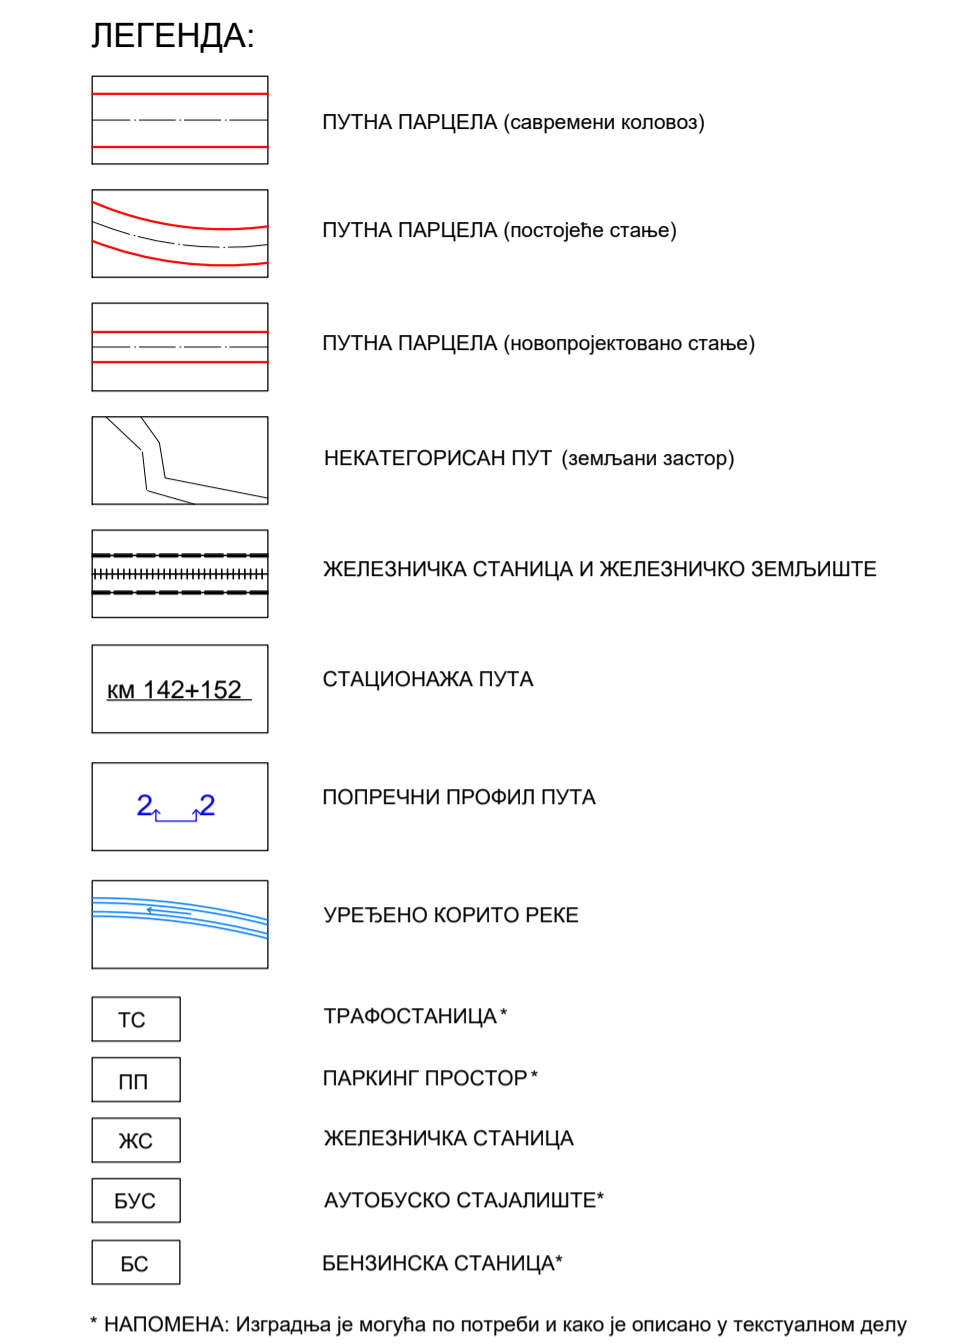 ЛЕГЕНДА:
ПУТНА ПАРЦЕЛА (савремени коловоз)
ПУТНА ПАРЦЕЛА (постојеће стање)
ПУТНА ПАРЦЕЛА (новопројектовано стање)
НЕКАТЕГОРИСАН ПУТ (земљани застор)
ЖЕЛЕЗНИЧКА СТАНИЦА И ЖЕЛЕЗНИЧКО ЗЕМЉИШТЕ
км 142+152 СТАЦИОНАЖА ПУТА
2 2 ПОПРЕЧНИ ПРОФИЛ ПУТА
УРЕЂЕНО КОРИТО РЕКЕ
ТС ТРАФОСТАНИЦА*
ПП ПАРКИНГ ПРОСТОР*
ЖС ЖЕЛЕЗНИЧКА СТАНИЦА
БУС АУТОБУСКО СТАЈАЛИШТЕ*
БС БЕНЗИНСКА СТАНИЦА*
* НАПОМЕНА: Изградња је могућа по потреби и како је описано у текстуалном делу